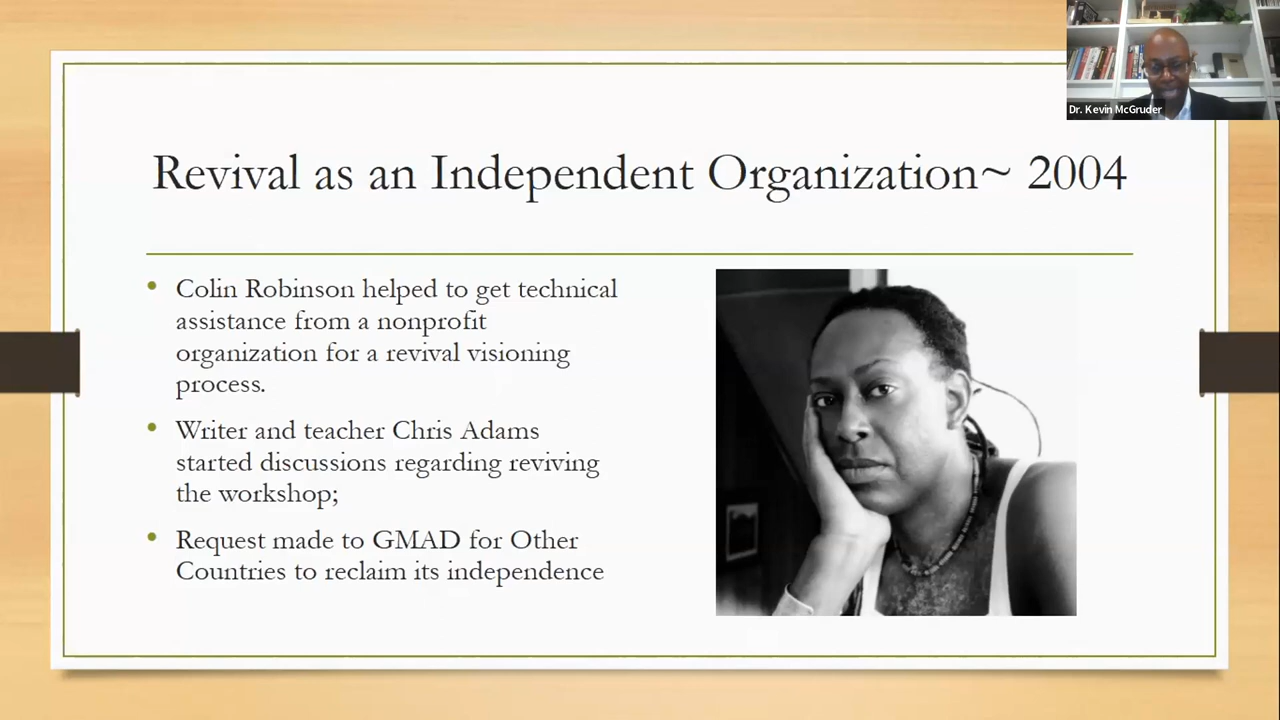 Dr. Kevin McGruder
Revival as an Independent Organization~ 2004
• Colin Robinson helped to get technical
assistance from a nonprofit
organization for a revival visioning
process.
• Writer and teacher Chris Adams
started discussions regarding reviving
the workshop;
• Request made to GMAD for Other
Countries to reclaim its independence